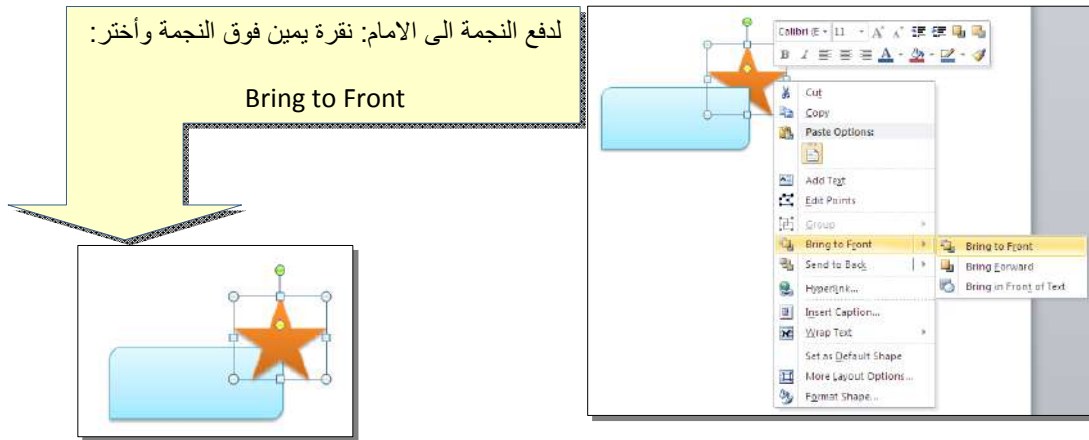 لدفع النجمة الى الامام: نقرة يمين فوق النجمة وأختر:
Bring to Front
Calibri (E 11 A A
B I A
Cut
Copy
Paste Options:
Add Text
Edit Points
Group
Bring to Front
Send to Back
Hyperlink...
Insert Caption...
Wrap Text
Set as Default Shape
More Layout Options...
Format Shape...
Bring to Front
Bring Forward
Bring in Front of Text